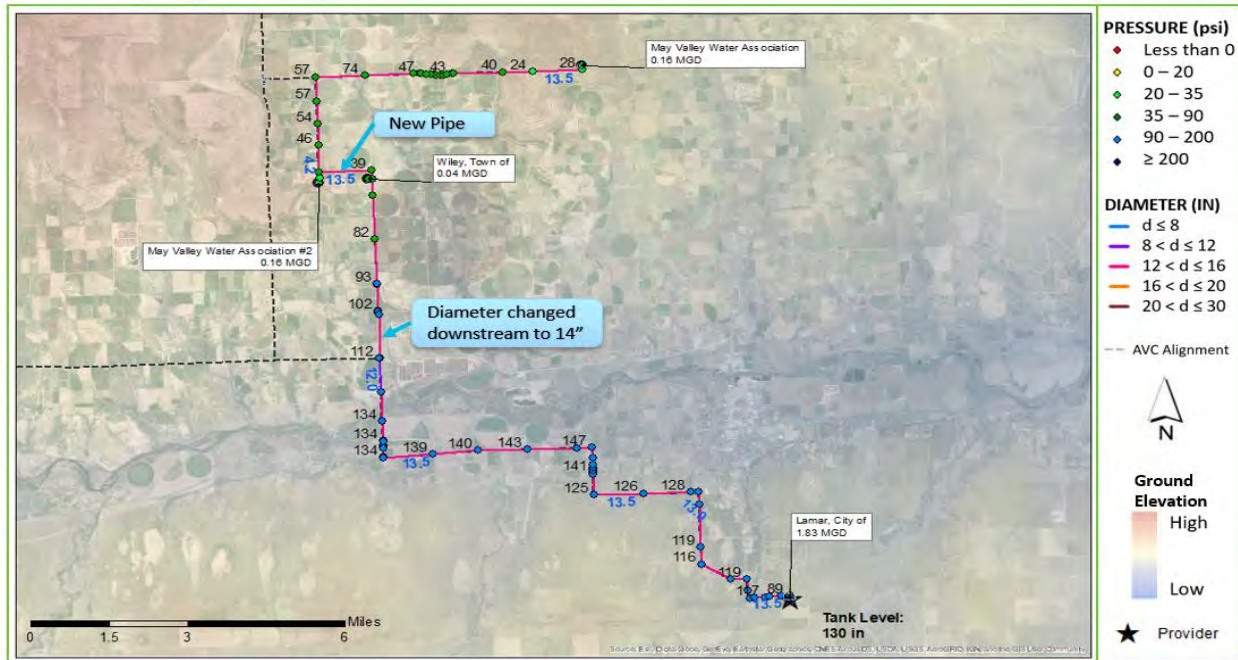 May Valley Water Association
0.16 MGD
57
74
47
43
40
24
28
13.5
57
54
46
4.2
New Pipe
39
13.5
Wiley, Town of
0.04 MGD
May Valley Water Association #2
0.16 MGD
82
93
102
Diameter changed
downstream to 14”
112
12.0
134
134
134
139
140
143
147
13.5
141
125
126
128
13.5
13.0
119
116
119
Lamar, City of
1.83 MGD
89
13.5
Tank Level:
130 in
0
1.5
3
6
Miles
PRESSURE (psi)
Less than 0
0 – 20
20 – 35
35 – 90
90 – 200
≥ 200
DIAMETER (IN)
d ≤ 8
8 < d ≤ 12
12 < d ≤ 16
16 < d ≤ 20
20 < d ≤ 30
AVC Alignment
N
Ground
Elevation
High
Low
Provider